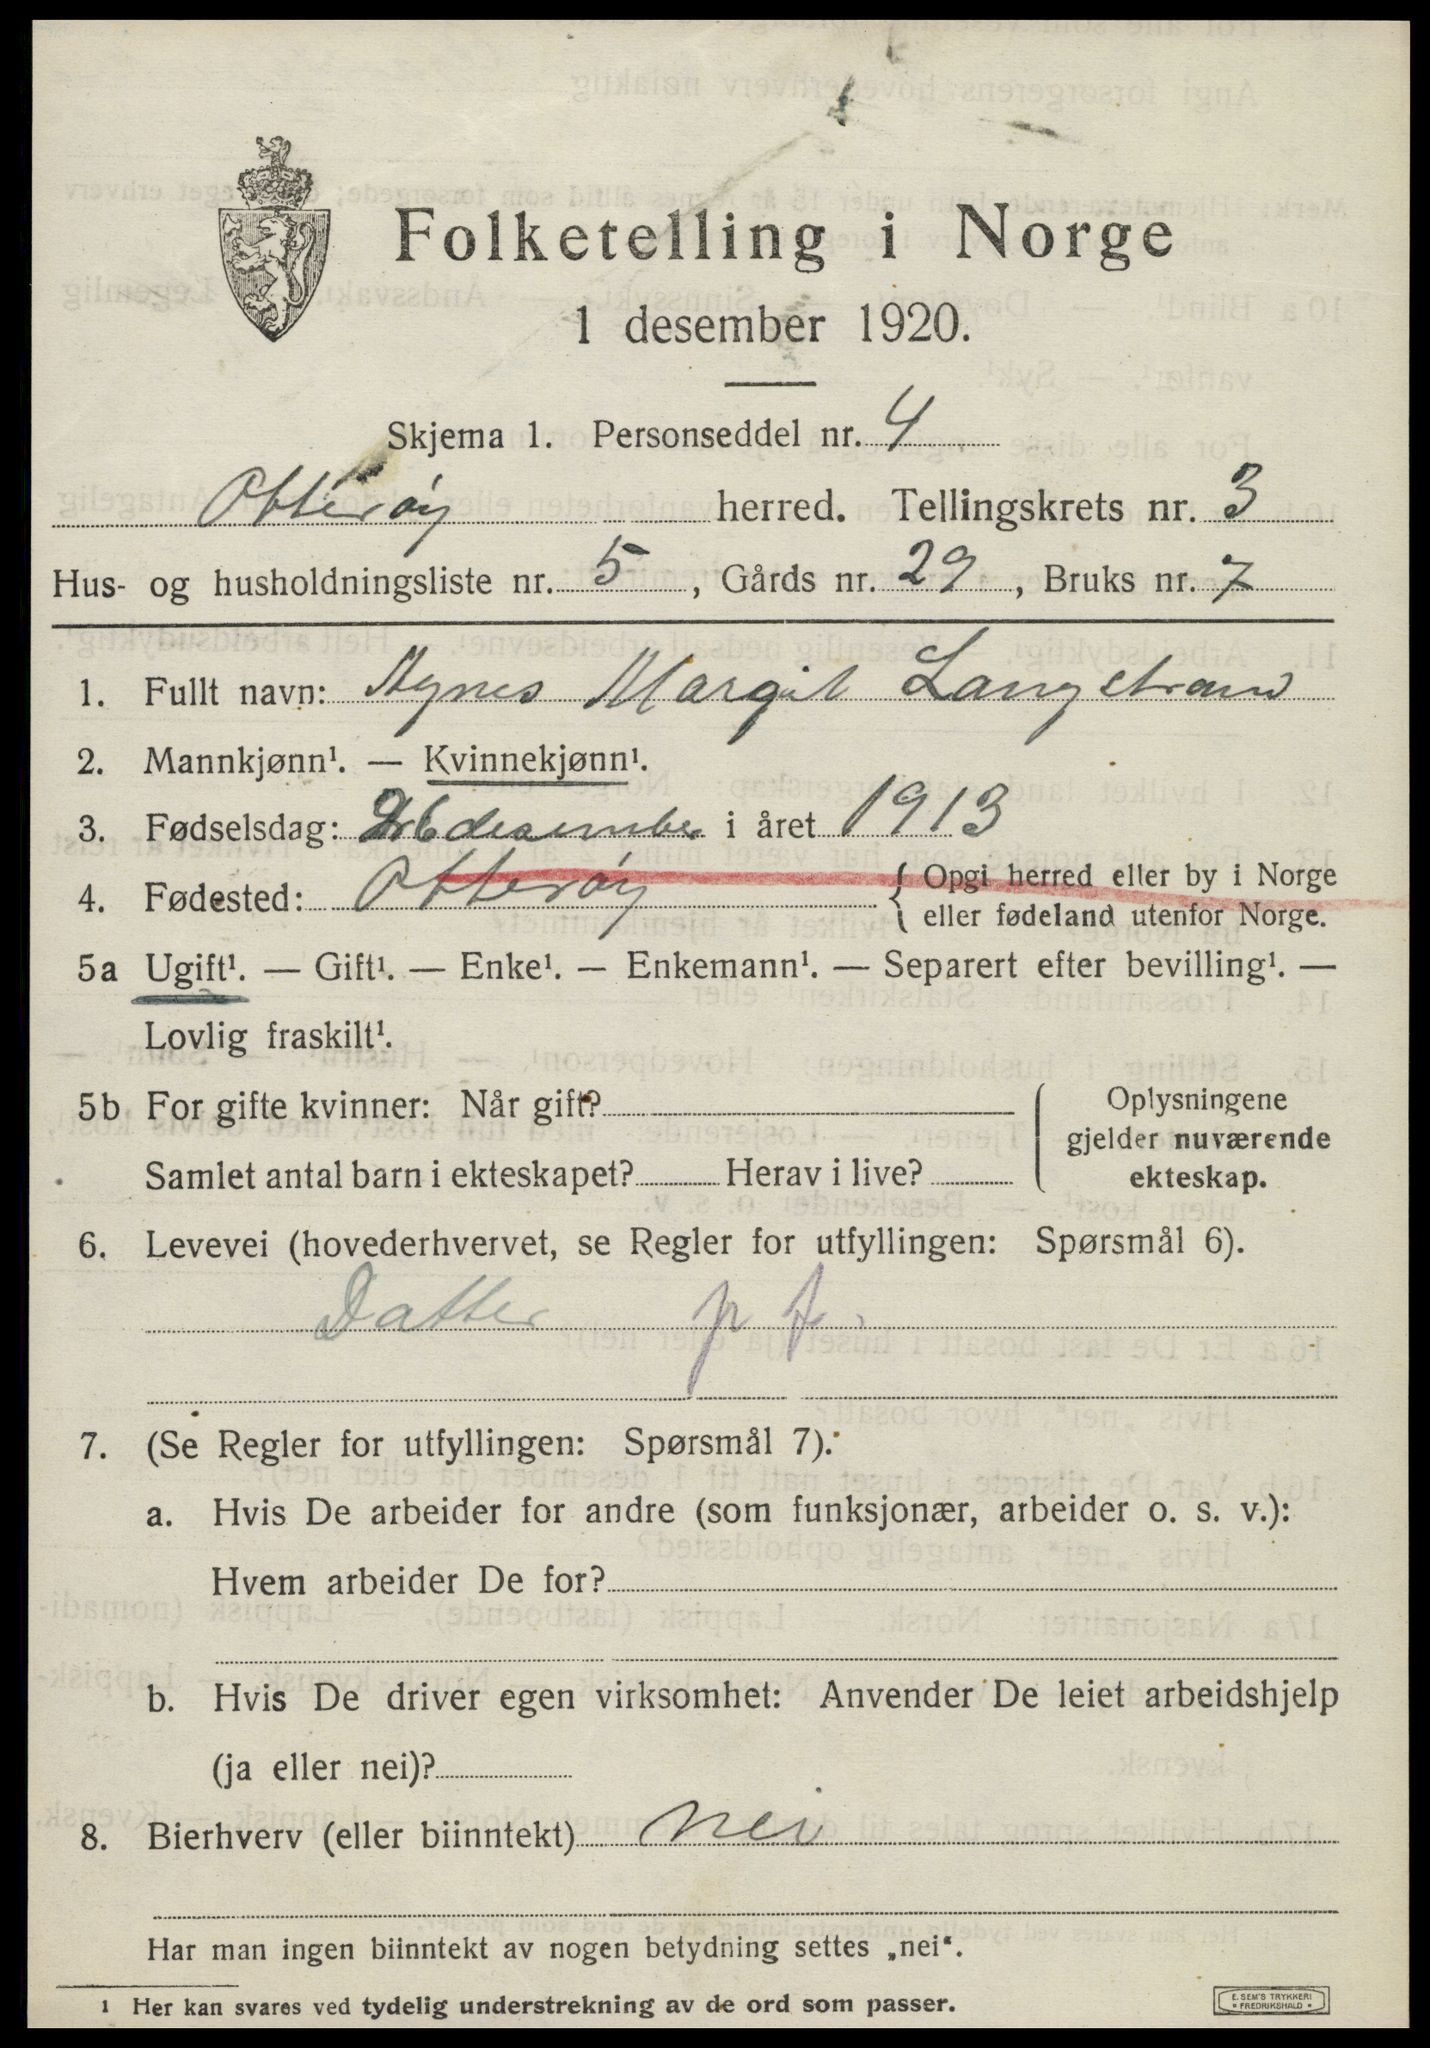 Folketelling i Norge
1 desember 1920.
Skjema 1. Personseddel nr. 4
Otterøy herred. Tellingskrets nr. 3
Hus- og husholdningsliste nr. 5, Gårds nr. 29, Bruks nr. 7
1. Fullt navn: Agnes Margit Langstrand
2. Mannkjønn¹. — Kvinnekjønn¹.
3. Fødselsdag: 26 desember i året 1913
4. Fødested: Otterøy { Opgi herred eller by i Norge
eller fødeland utenfor Norge.
5a Ugift¹. — Gift¹. — Enke¹. — Enkemann¹. — Separert efter bevilling¹. —
Lovlig fraskilt¹.
5b For gifte kvinner: Når gift?
Samlet antal barn i ekteskapet? Herav i live?
Oplysningene
gjelder nuværende
ekteskap.
6. Levevei (hovederhvervet, se Regler for utfyllingen: Spørsmål 6).
Datter p f.
7. (Se Regler for utfyllingen: Spørsmål 7).
a. Hvis De arbeider for andre (som funksjonær, arbeider o. s. v.):
Hvem arbeider De for?
b. Hvis De driver egen virksomhet: Anvender De leiet arbeidshjelp
(ja eller nei)?
8. Bierhverv (eller biinntekt) nei
Har man ingen biinntekt av nogen betydning settes „nei“.
¹ Her kan svares ved tydelig understrekning av de ord som passer.
E. SEM'S TRYKKERI
* FREDRIKSHALD *